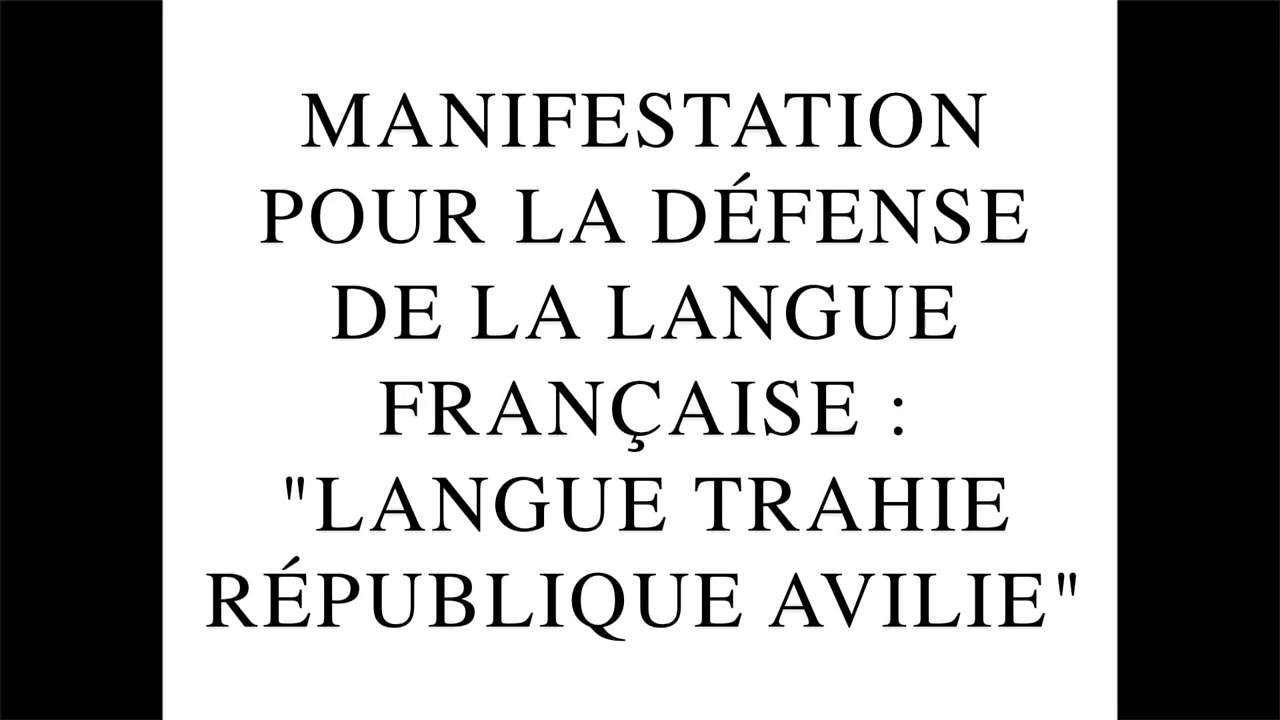 MANIFESTATION
POUR LA DÉFENSE
DE LA LANGUE
FRANÇAISE :
"LANGUE TRAHIE
RÉPUBLIQUE AVILIE"